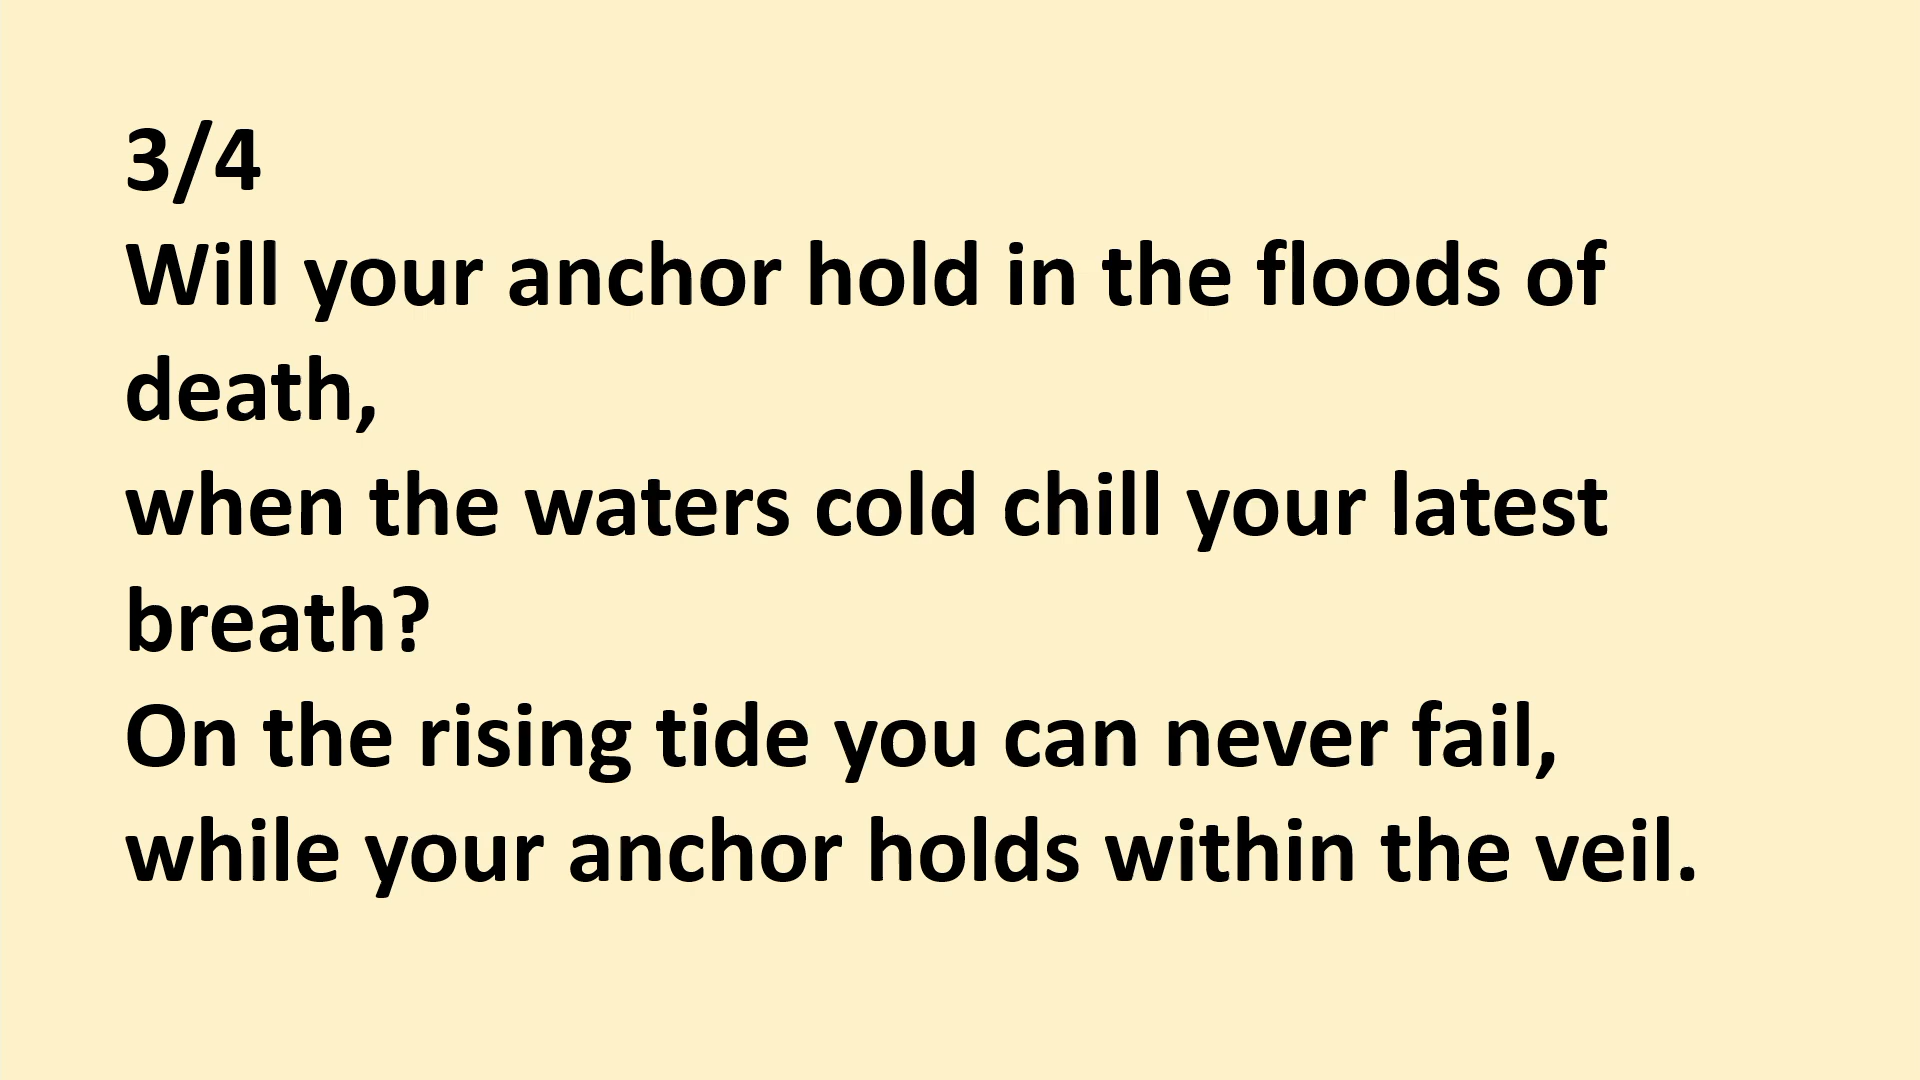 3/4
Will your anchor hold in the floods of
death,
when the waters cold chill your latest
breath?
On the rising tide you can never fail,
while your anchor holds within the veil.